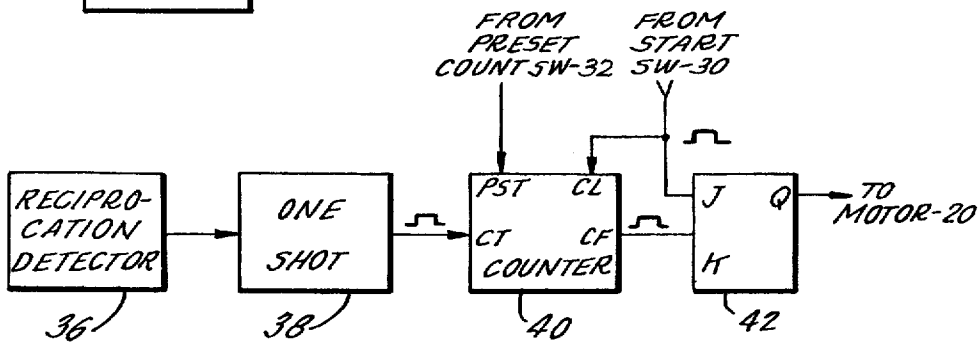 FROM
PRESET
COUNT SW-32
FROM
START
SW-30
RECIPRO-
CATION
DETECTOR
36
ONE
SHOT
38
PST CL
CT CF
COUNTER
40
J Q
K
42
TO
MOTOR-20